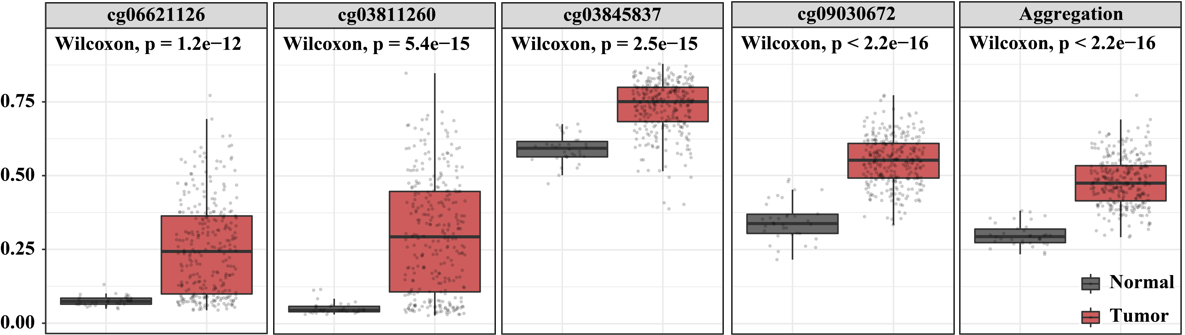 cg06621126 cg03811260 cg03845837 cg09030672 Aggregation
Wilcoxon, p = 1.2e−12 Wilcoxon, p = 5.4e−15 Wilcoxon, p = 2.5e−15 Wilcoxon, p < 2.2e−16 Wilcoxon, p < 2.2e−16
0.75
0.50
0.25
0.00
Normal
Tumor